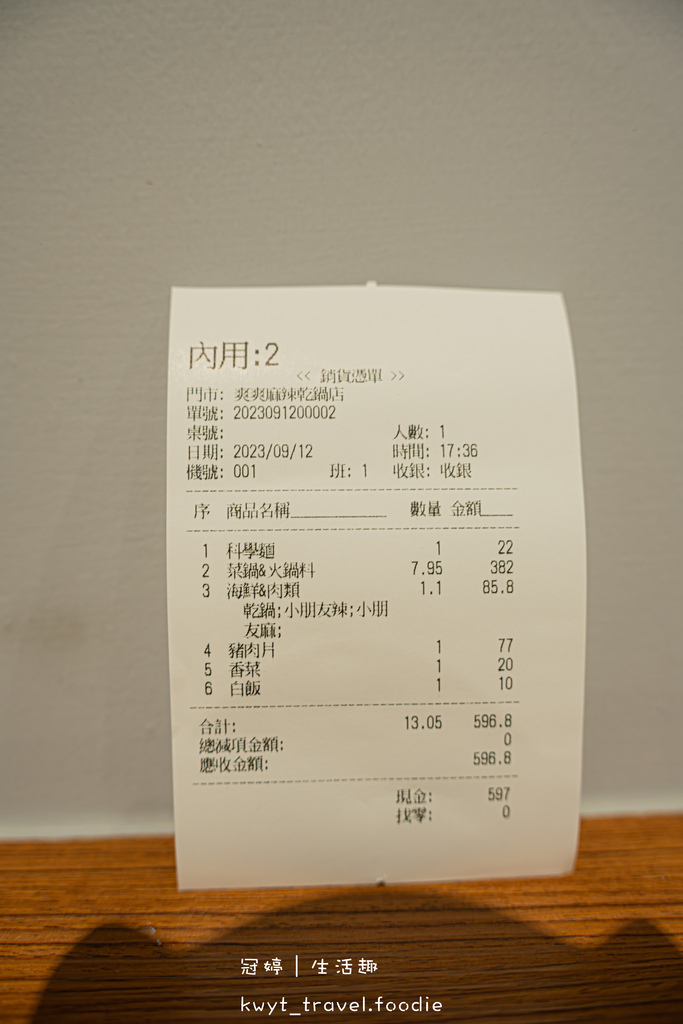 內用:2
<< 銷貨憑單 >>
門市: 爽爽麻辣乾鍋店
單號: 2023091200002
桌號: 人數: 1
日期: 2023/09/12 時間: 17:36
機號: 001 班: 1 收銀: 收銀
序 商品名稱 數量 金額
1 科學麵 1 22
2 菜鍋&火鍋料 7.95 382
3 海鮮&肉類 1.1 85.8
乾鍋;小朋友辣;小朋
友麻;
4 豬肉片 1 77
5 香菜 1 20
6 白飯 1 10
合計: 13.05 596.8
總減項金額: 0
應收金額: 596.8
現金: 597
找零: 0
冠婷｜生活趣
kwyt_travel.foodie